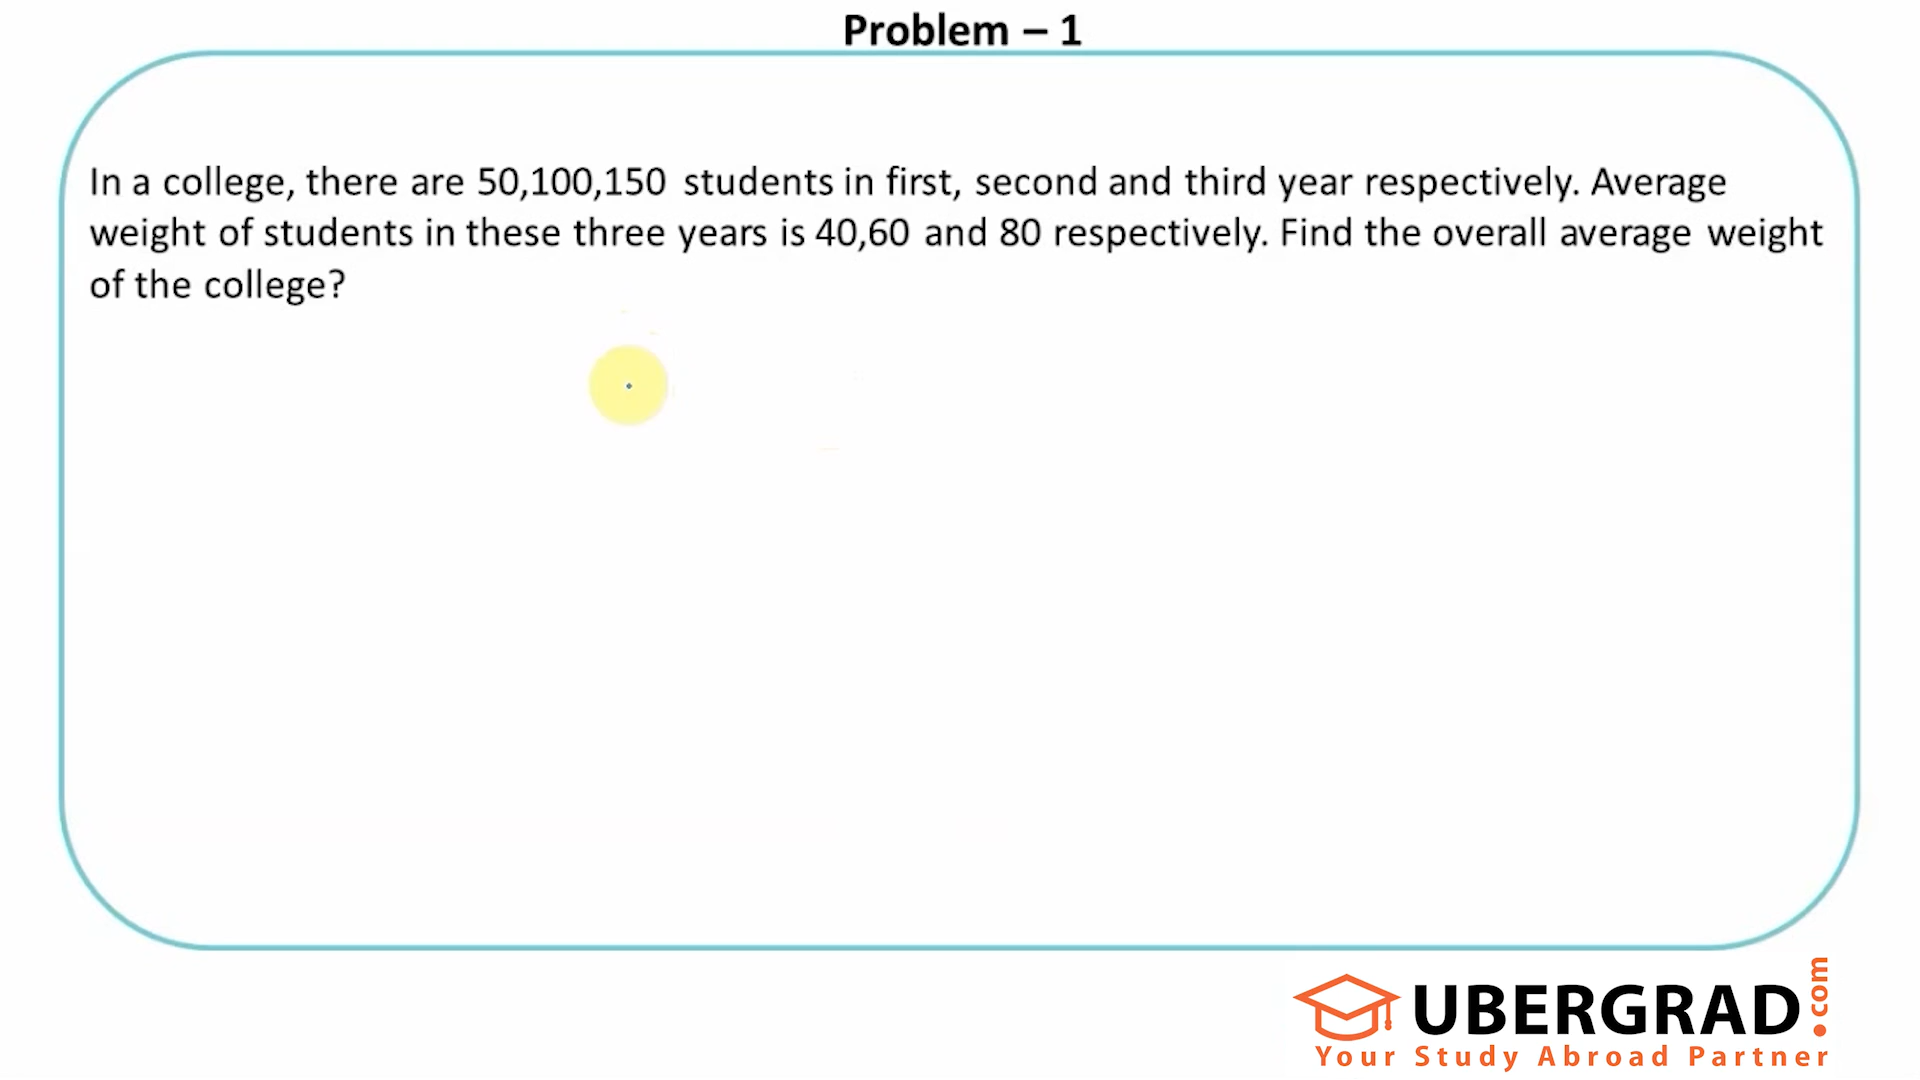 Problem – 1
In a college, there are 50,100,150 students in first, second and third year respectively. Average
weight of students in these three years is 40,60 and 80 respectively. Find the overall average weight
of the college?
UBERGRAD.com
Your Study Abroad Partner